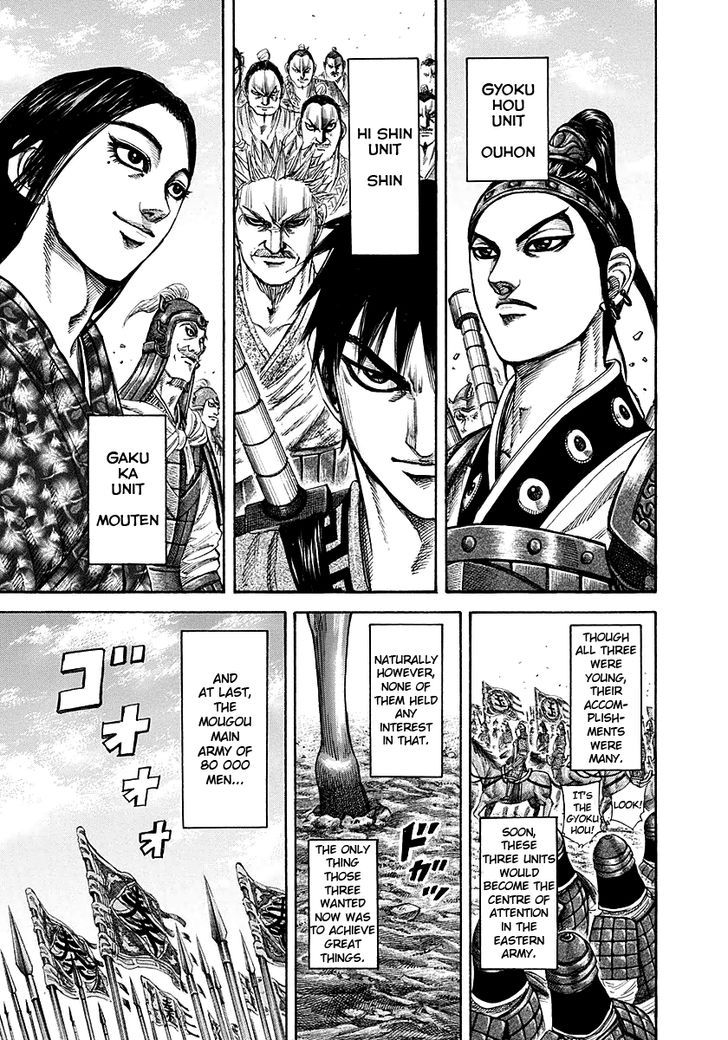 GYOKU
HOU UNIT
OUHON
HI SHIN
UNIT
SHIN
GAKU
KA UNIT
MOUTEN
THOUGH
ALL THREE
WERE
YOUNG,
THEIR
ACCOM-
PLISH-
MENTS
WERE
MANY.
LOOK!
IT'S
THE
GYOKU
HOU!
SOON,
THESE
THREE UNITS
WOULD
BECOME THE
CENTRE OF
ATTENTION
IN THE
EASTERN
ARMY.
NATURALLY
HOWEVER,
NONE OF
THEM HELD
ANY
INTEREST
IN THAT.
ドガッ
THE ONLY
THING
THOSE
THREE
WANTED
NOW WAS
TO ACHIEVE
GREAT
THINGS.
AND
AT LAST,
THE
MOUGOU
MAIN
ARMY OF
80 000
MEN...
ゴオオオ
秦
秦